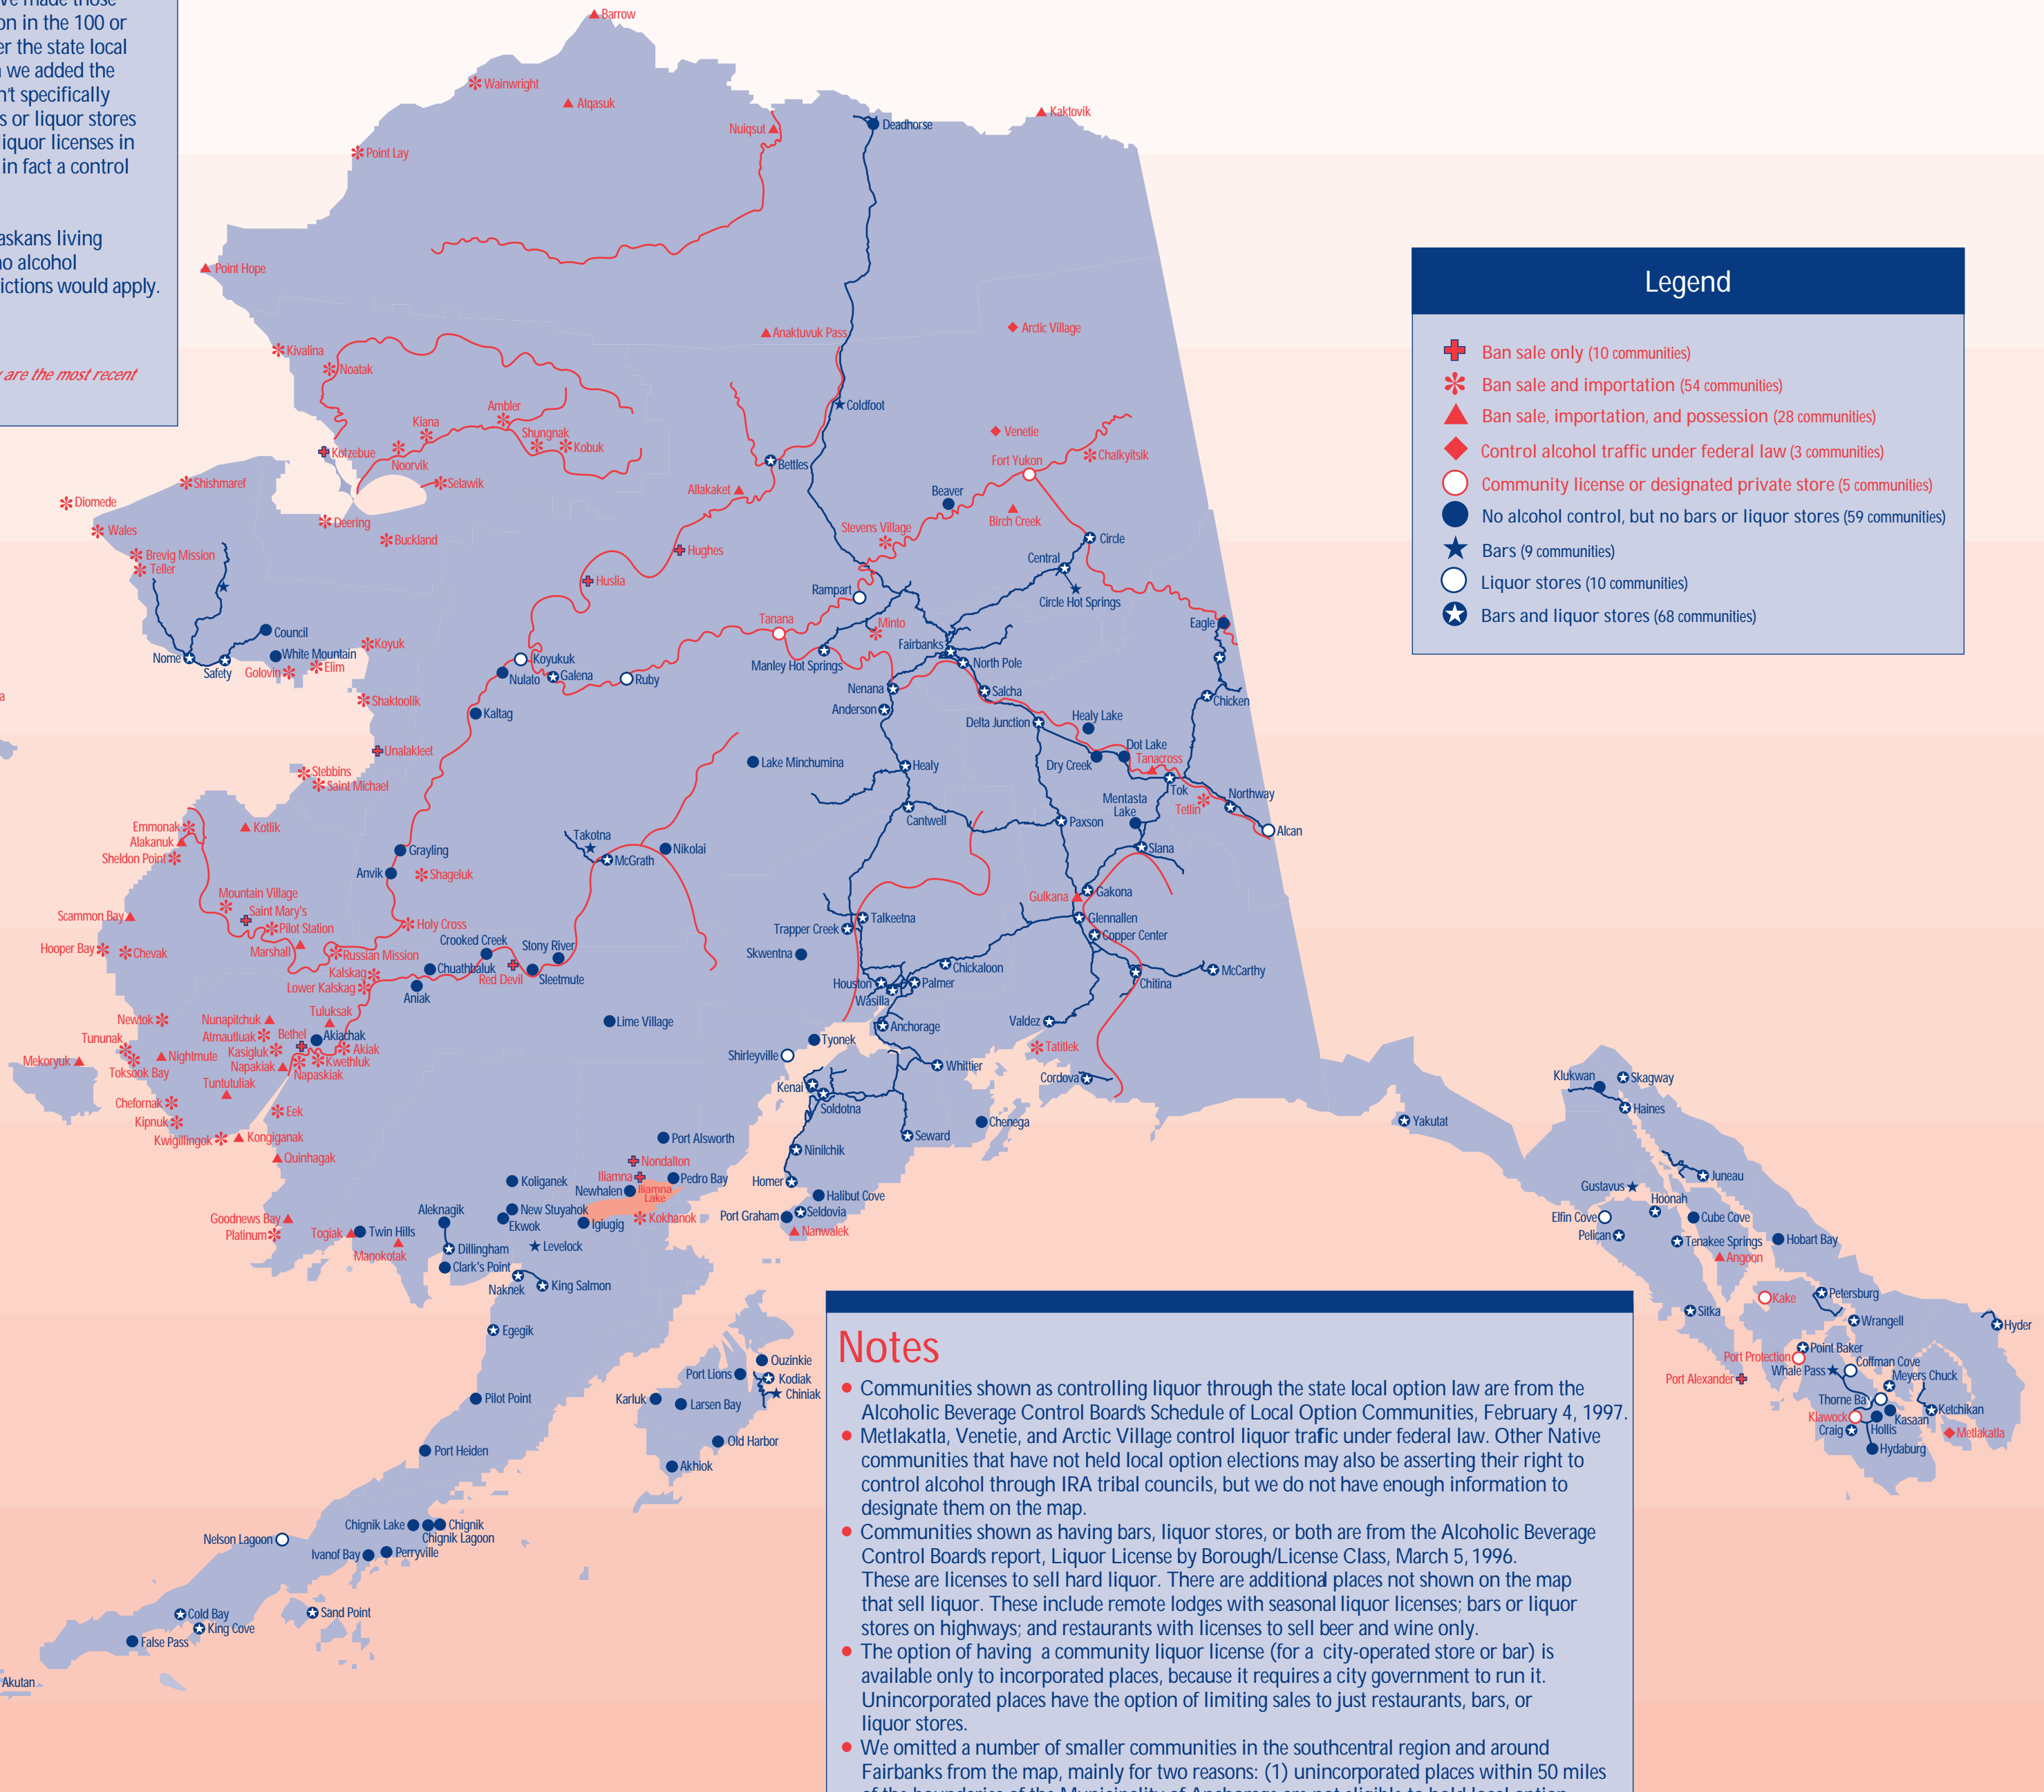 ve made those
on in the 100 or
er the state local
we added the
n't specifically
s or liquor stores
liquor licenses in
in fact a control
askans living
no alcohol
ictions would apply.
are the most recent
Barrow
Wainwright
Atqasuk
Nuiqsut
Kaktovik
Deadhorse
Point Lay
Point Hope
Anaktuvuk Pass
Arctic Village
Kivalina
Noatak
Ambler
Coldfoot
Kiana
Shungnak
Kobuk
Venetie
Kotzebue
Noorvik
Bettles
Fort Yukon
Chalkyitsik
Shishmaref
Selawik
Allakaket
Beaver
Diomede
Deering
Birch Creek
Wales
Buckland
Stevens Village
Circle
Brevig Mission
Hughes
Central
Teller
Huslia
Rampart
Circle Hot Springs
Council
Tanana
Minto
Eagle
Koyuk
Nome
White Mountain
Koyukuk
Fairbanks
Safety
Golovin
Elim
Nulato
Galena
Ruby
Manley Hot Springs
North Pole
Nenana
Salcha
Shaktoolik
Kaltag
Anderson
Chicken
Delta Junction
Healy Lake
Unalakleet
Dot Lake
Lake Minchumina
Healy
Dry Creek
Tanacross
Stebbins
Saint Michael
Tok
Northway
Mentasta
Lake
Tetlin
Emmonak
Kotlik
Cantwell
Paxson
Alcan
Alakanuk
Takotna
Sheldon Point
Grayling
McGrath
Nikolai
Slana
Anvik
Shageluk
Mountain Village
Gulkana
Gakona
Saint Mary's
Scammon Bay
Pilot Station
Holy Cross
Talkeetna
Glennallen
Trapper Creek
Copper Center
Hooper Bay
Chevak
Marshall
Russian Mission
Crooked Creek
Stony River
Skwentna
Kalskag
Chuathbaluk
Red Devil
Sleetmute
Chickaloon
McCarthy
Lower Kalskag
Aniak
Houston
Palmer
Chitina
Wasilla
Newtok
Nunapitchuk
Tuluksak
Lime Village
Anchorage
Valdez
Tununak
Atmautluak
Bethel
Akiachak
Tyonek
Mekoryuk
Nightmute
Kasigluk
Akiak
Shirleyville
Tatitlek
Toksook Bay
Napakiak
Kwethluk
Napaskiak
Whittier
Tuntutuliak
Kenai
Cordova
Chefornak
Eek
Soldotna
Kipnuk
Chenega
Kwigillingok
Kongiganak
Port Alsworth
Seward
Quinhagak
Nondalton
Ninilchik
Koliganek
Iliamna
Pedro Bay
Homer
Newhalen
Iliamna
Lake
Halibut Cove
Goodnews Bay
Aleknagik
New Stuyahok
Ekwok
Igiugig
Kokhanok
Port Graham
Seldovia
Platinum
Togiak
Twin Hills
Nanwalek
Manokotak
Dillingham
Levelock
Clark's Point
Naknek
King Salmon
Egegik
Ouzinkie
Port Lions
Kodiak
Chiniak
Pilot Point
Karluk
Larsen Bay
Old Harbor
Port Heiden
Akhiok
Chignik Lake
Chignik
Chignik Lagoon
Nelson Lagoon
Ivanof Bay
Perryville
Cold Bay
Sand Point
King Cove
False Pass
Akutan
Klukwan
Skagway
Haines
Yakutat
Juneau
Gustavus
Hoonah
Elfin Cove
Cube Cove
Pelican
Tenakee Springs
Hobart Bay
Angoon
Kake
Petersburg
Sitka
Wrangell
Hyder
Point Baker
Port Protection
Coffman Cove
Whale Pass
Port Alexander
Meyers Chuck
Thorne Ba
Klawock
Kasaan
Ketchikan
Craig
Hollis
Metlakatla
Hydaburg
Legend
Ban sale only (10 communities)
Ban sale and importation (54 communities)
Ban sale, importation, and possession (28 communities)
Control alcohol traffic under federal law (3 communities)
Community license or designated private store (5 communities)
No alcohol control, but no bars or liquor stores (59 communities)
Bars (9 communities)
Liquor stores (10 communities)
Bars and liquor stores (68 communities)
Notes
Communities shown as controlling liquor through the state local option law are from the
Alcoholic Beverage Control Board's Schedule of Local Option Communities, February 4, 1997.
Metlakatla, Venetie, and Arctic Village control liquor traffic under federal law. Other Native
communities that have not held local option elections may also be asserting their right to
control alcohol through IRA tribal councils, but we do not have enough information to
designate them on the map.
Communities shown as having bars, liquor stores, or both are from the Alcoholic Beverage
Control Board's report, Liquor License by Borough/License Class, March 5, 1996.
These are licenses to sell hard liquor. There are additional places not shown on the map
that sell liquor. These include remote lodges with seasonal liquor licenses; bars or liquor
stores on highways; and restaurants with licenses to sell beer and wine only.
The option of having a community liquor license (for a city-operated store or bar) is
available only to incorporated places, because it requires a city government to run it.
Unincorporated places have the option of limiting sales to just restaurants, bars, or
liquor stores.
We omitted a number of smaller communities in the southcentral region and around
Fairbanks from the map, mainly for two reasons: (1) unincorporated places within 50 miles